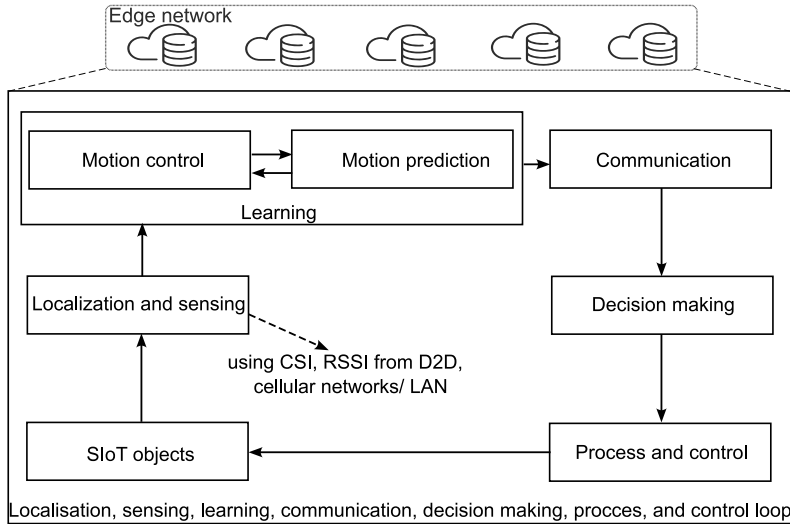 Edge network
Motion control
Motion prediction
Learning
Communication
Localization and sensing
Decision making
using CSI, RSSI from D2D,
cellular networks/ LAN
SIoT objects
Process and control
Localisation, sensing, learning, communication, decision making, procces, and control loop